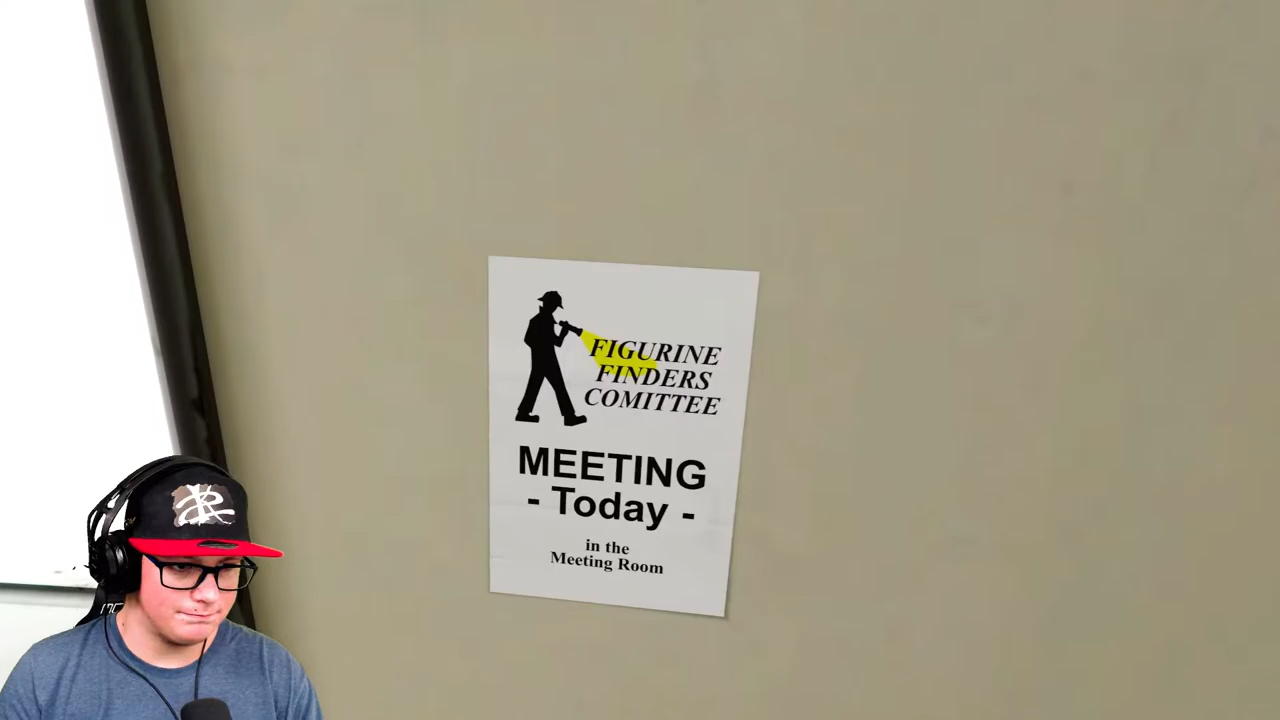 FIGURINE
FINDERS
COMITTEE
MEETING
- Today -
in the
Meeting Room